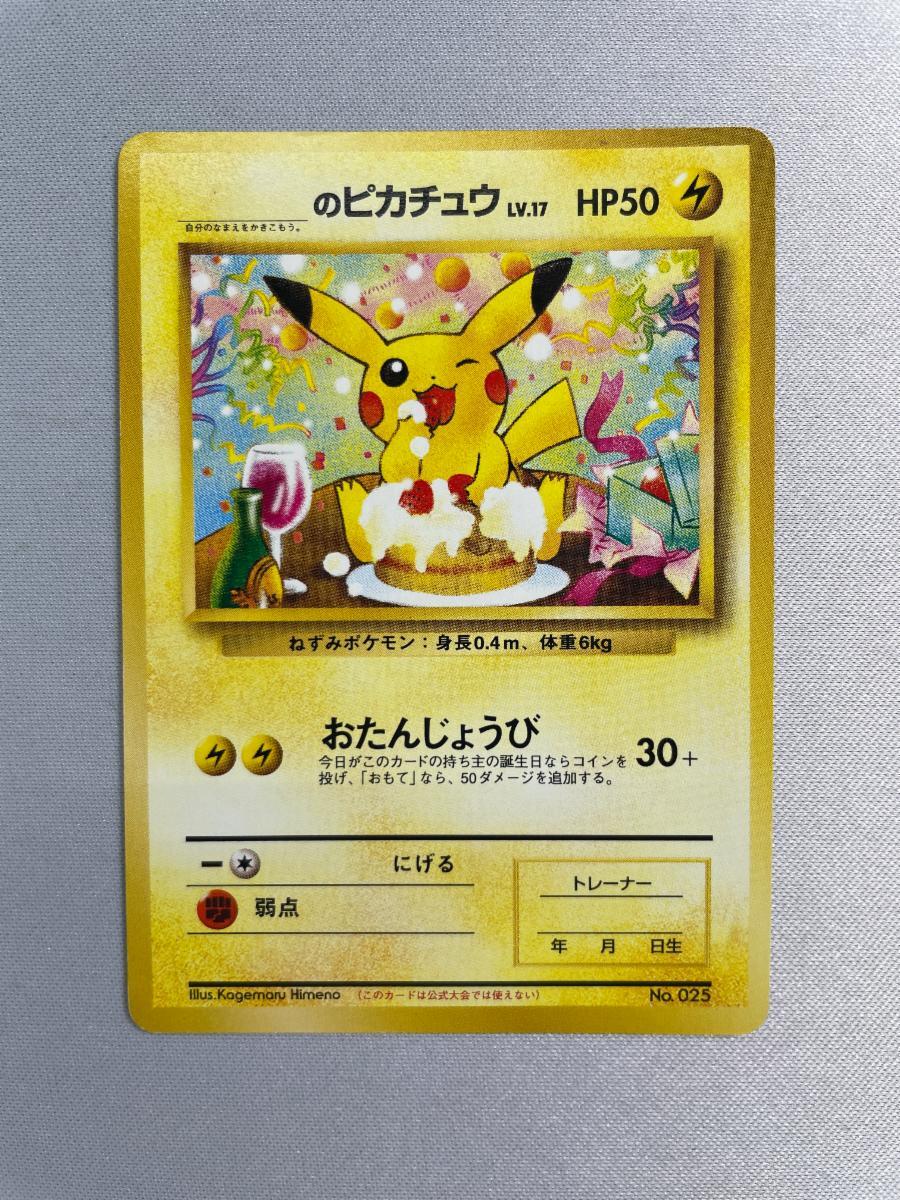 のピカチュウ LV.17 HP50
自分のなまえをかきこもう。
ねずみポケモン：身長0.4m、体重6kg
おたんじょうび
今日がこのカードの持ち主の誕生日ならコインを
投げ、「おもて」なら、50ダメージを追加する。
30+
ー にげる
弱点
トレーナー
年 月 日生
Illus.Kagemaru Himeno （このカードは公式大会では使えない） No. 025